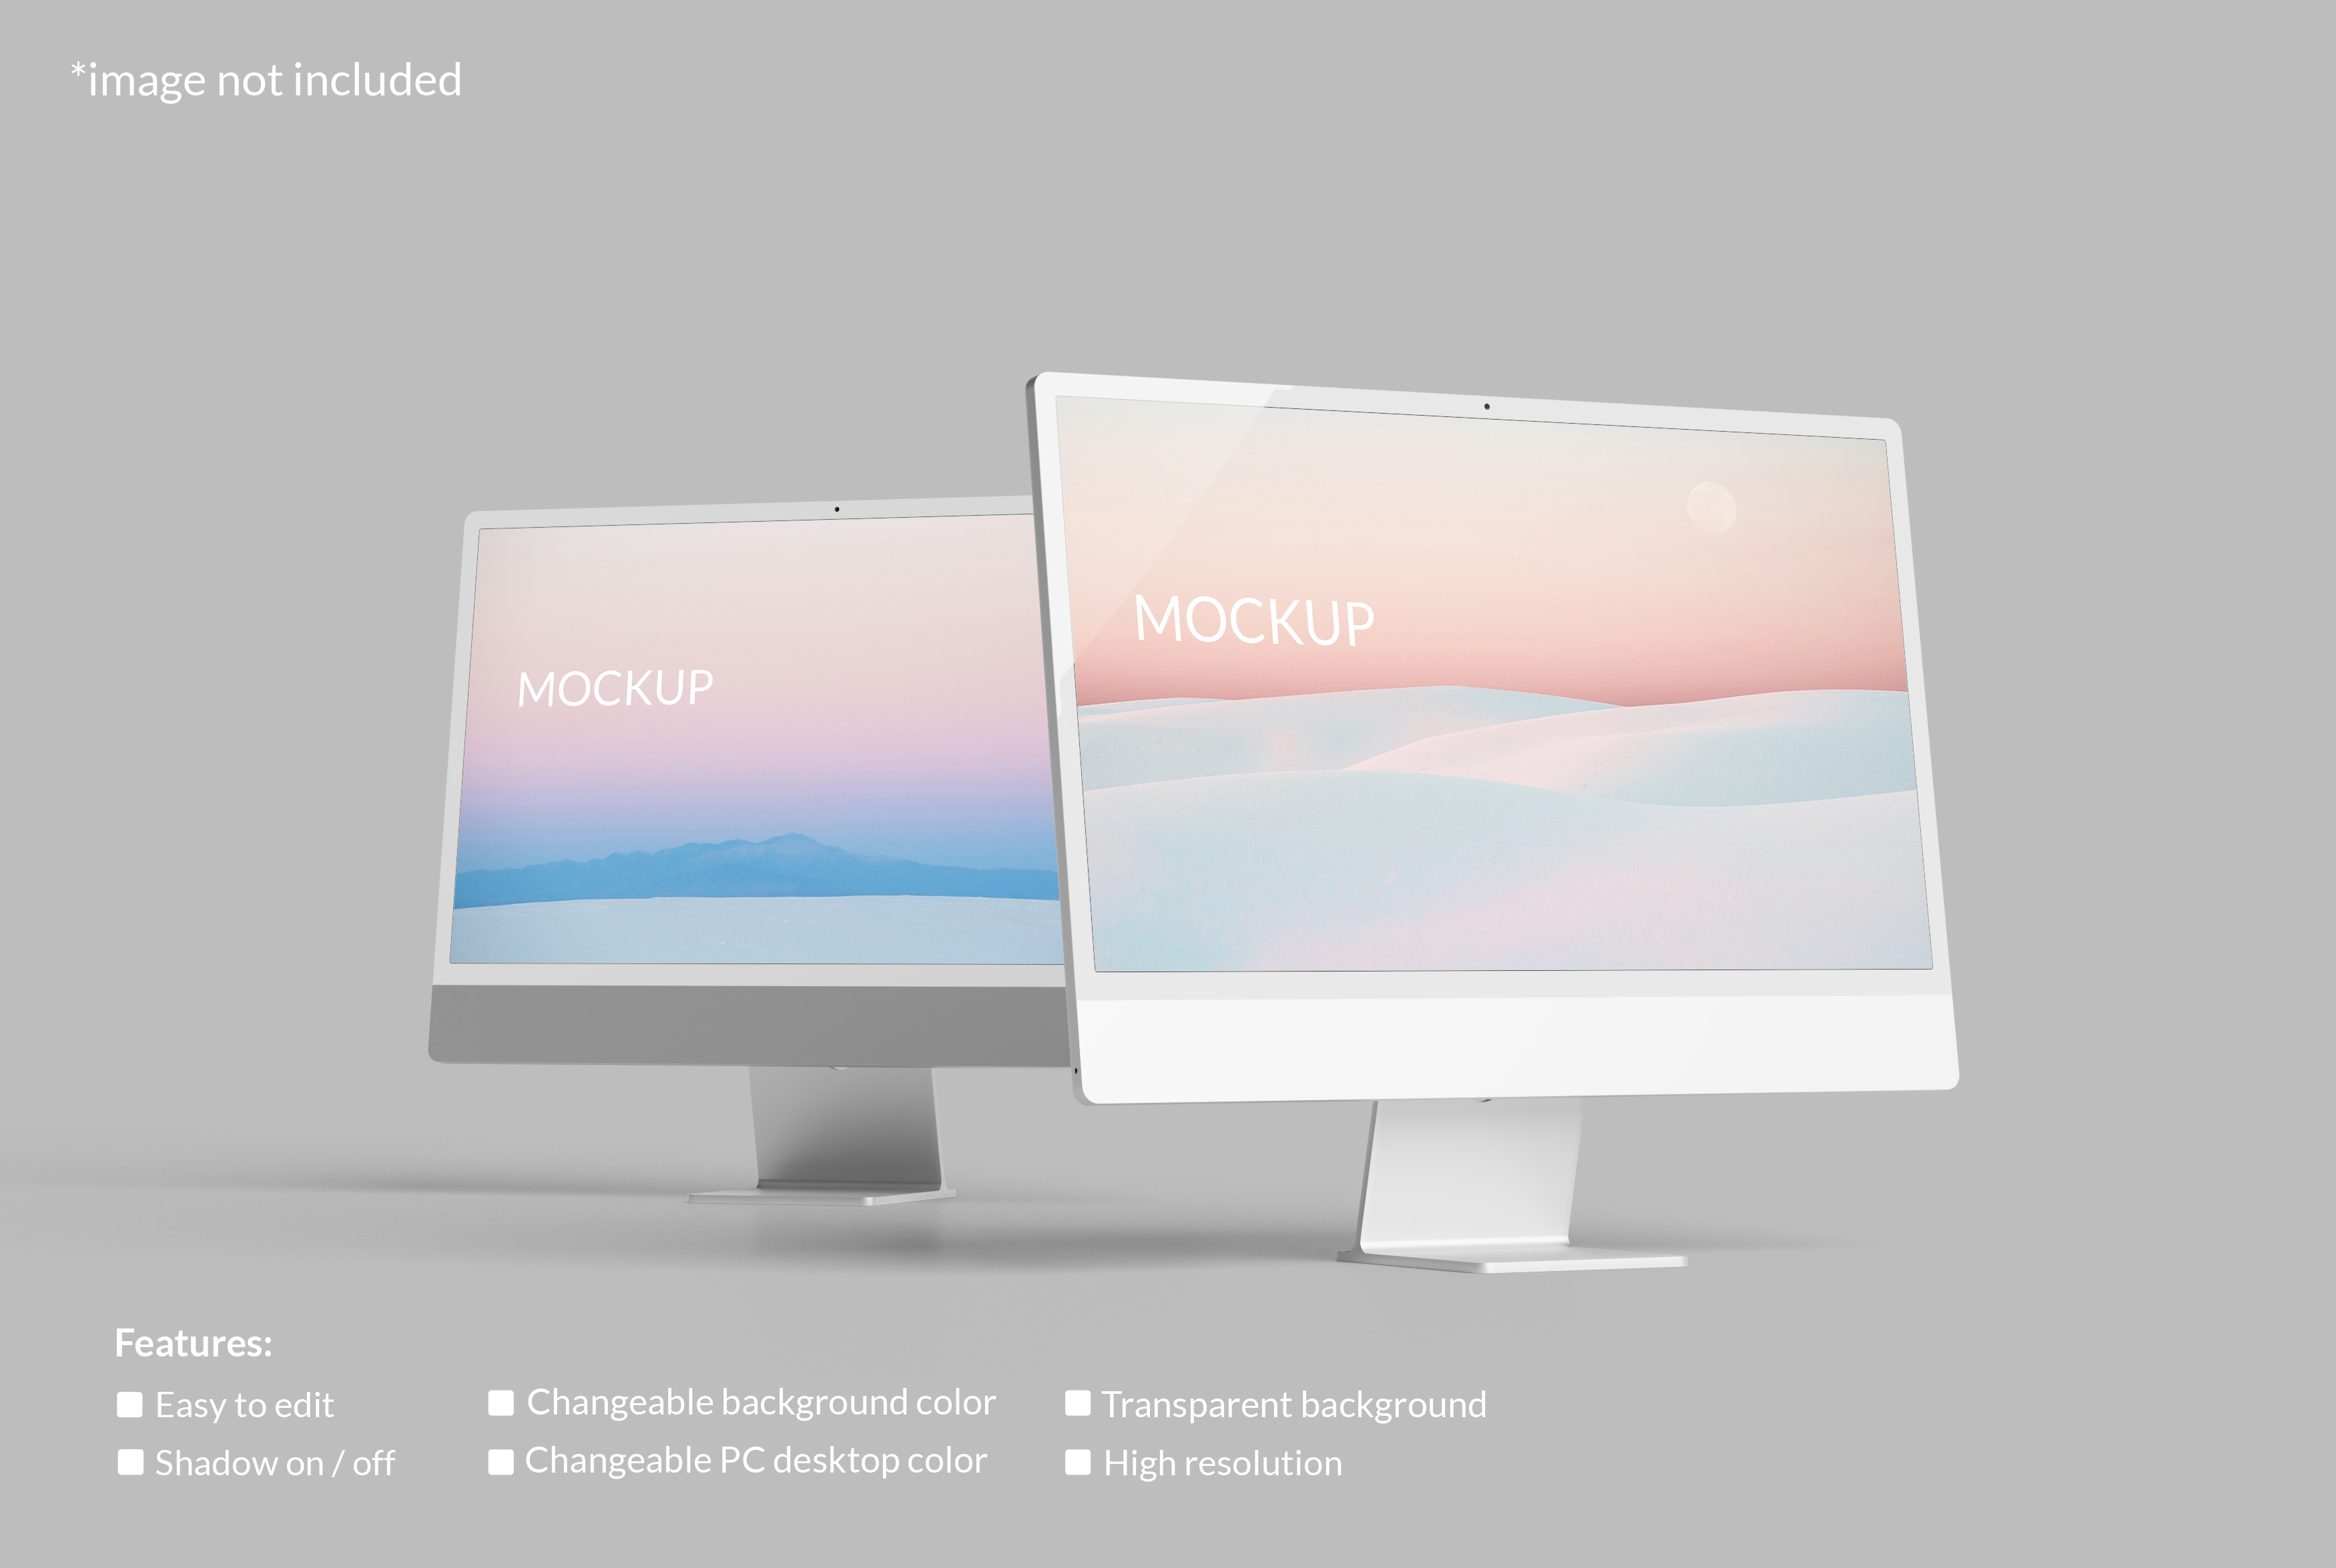 *image not included
MOCKUP
MOCKUP
Features:
Easy to edit
Changeable background color
Transparent background
Shadow on / off
Changeable PC desktop color
High resolution